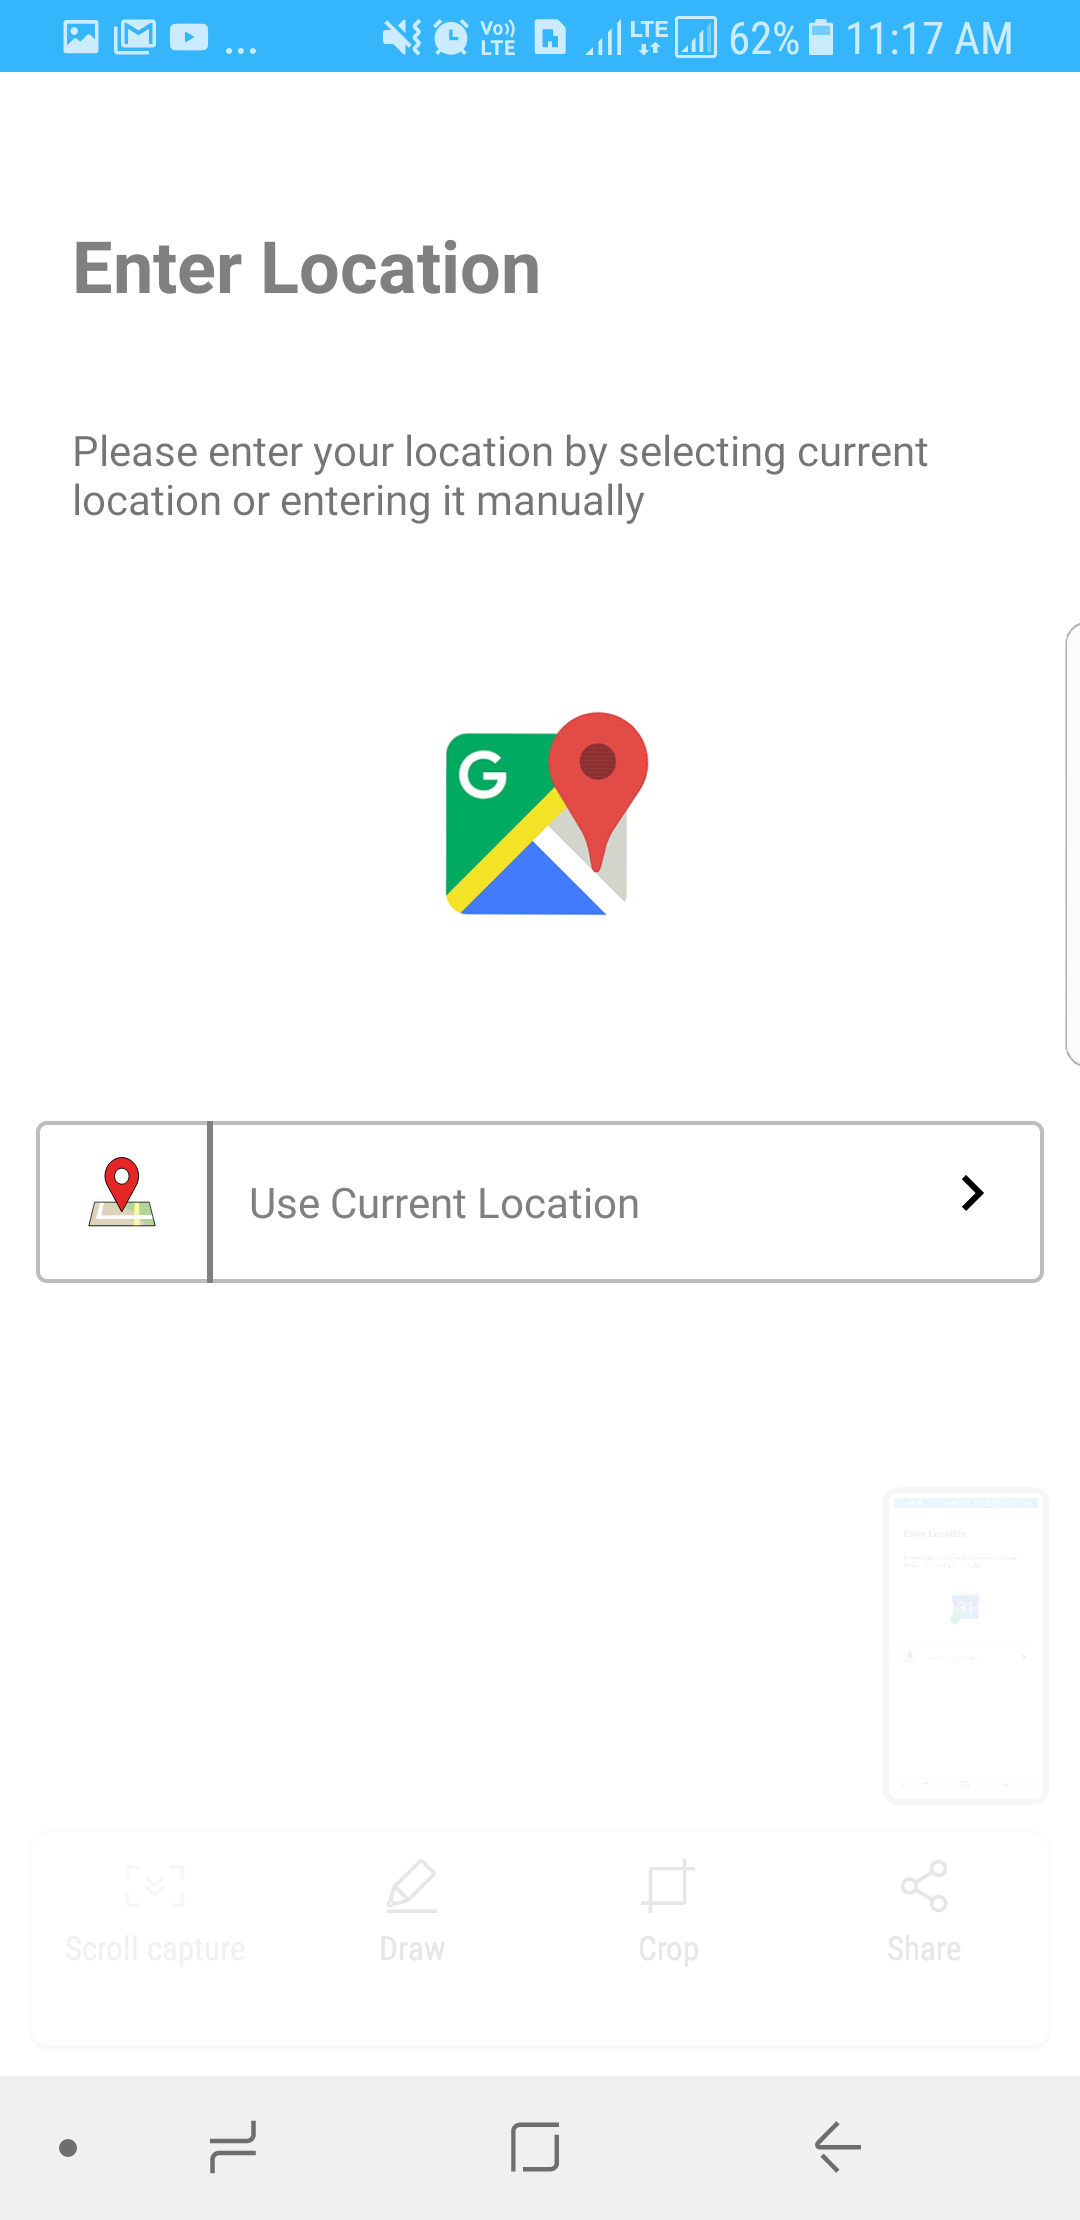 ... Vo)) LTE LTE 62% 11:17 AM
Enter Location
Please enter your location by selecting current
location or entering it manually
G
Use Current Location
Enter Location
31
Scroll capture Draw Crop Share